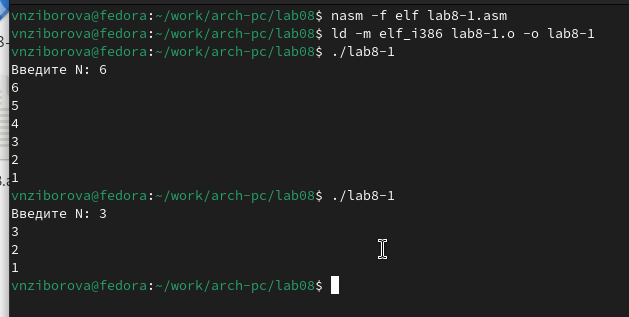 vnziborova@fedora:~/work/arch-pc/lab08$ nasm -f elf lab8-1.asm
vnziborova@fedora:~/work/arch-pc/lab08$ ld -m elf_i386 lab8-1.o -o lab8-1
vnziborova@fedora:~/work/arch-pc/lab08$ ./lab8-1
Введите N: 6
6
5
4
3
2
1
vnziborova@fedora:~/work/arch-pc/lab08$ ./lab8-1
Введите N: 3
3
2
1
vnziborova@fedora:~/work/arch-pc/lab08$